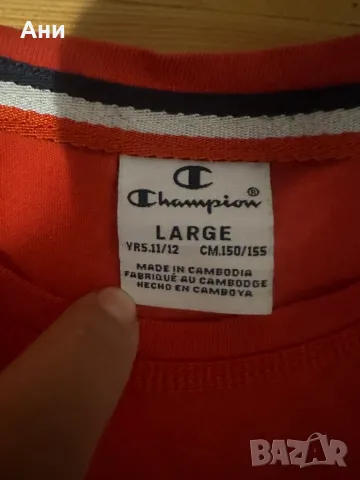 Ани
Champion®
LARGE
YRS.11/12 CM.150/155
MADE IN CAMBODIA
FABRIQUÉ AU CAMBODGE
HECHO EN CAMBOYA
BAZAR